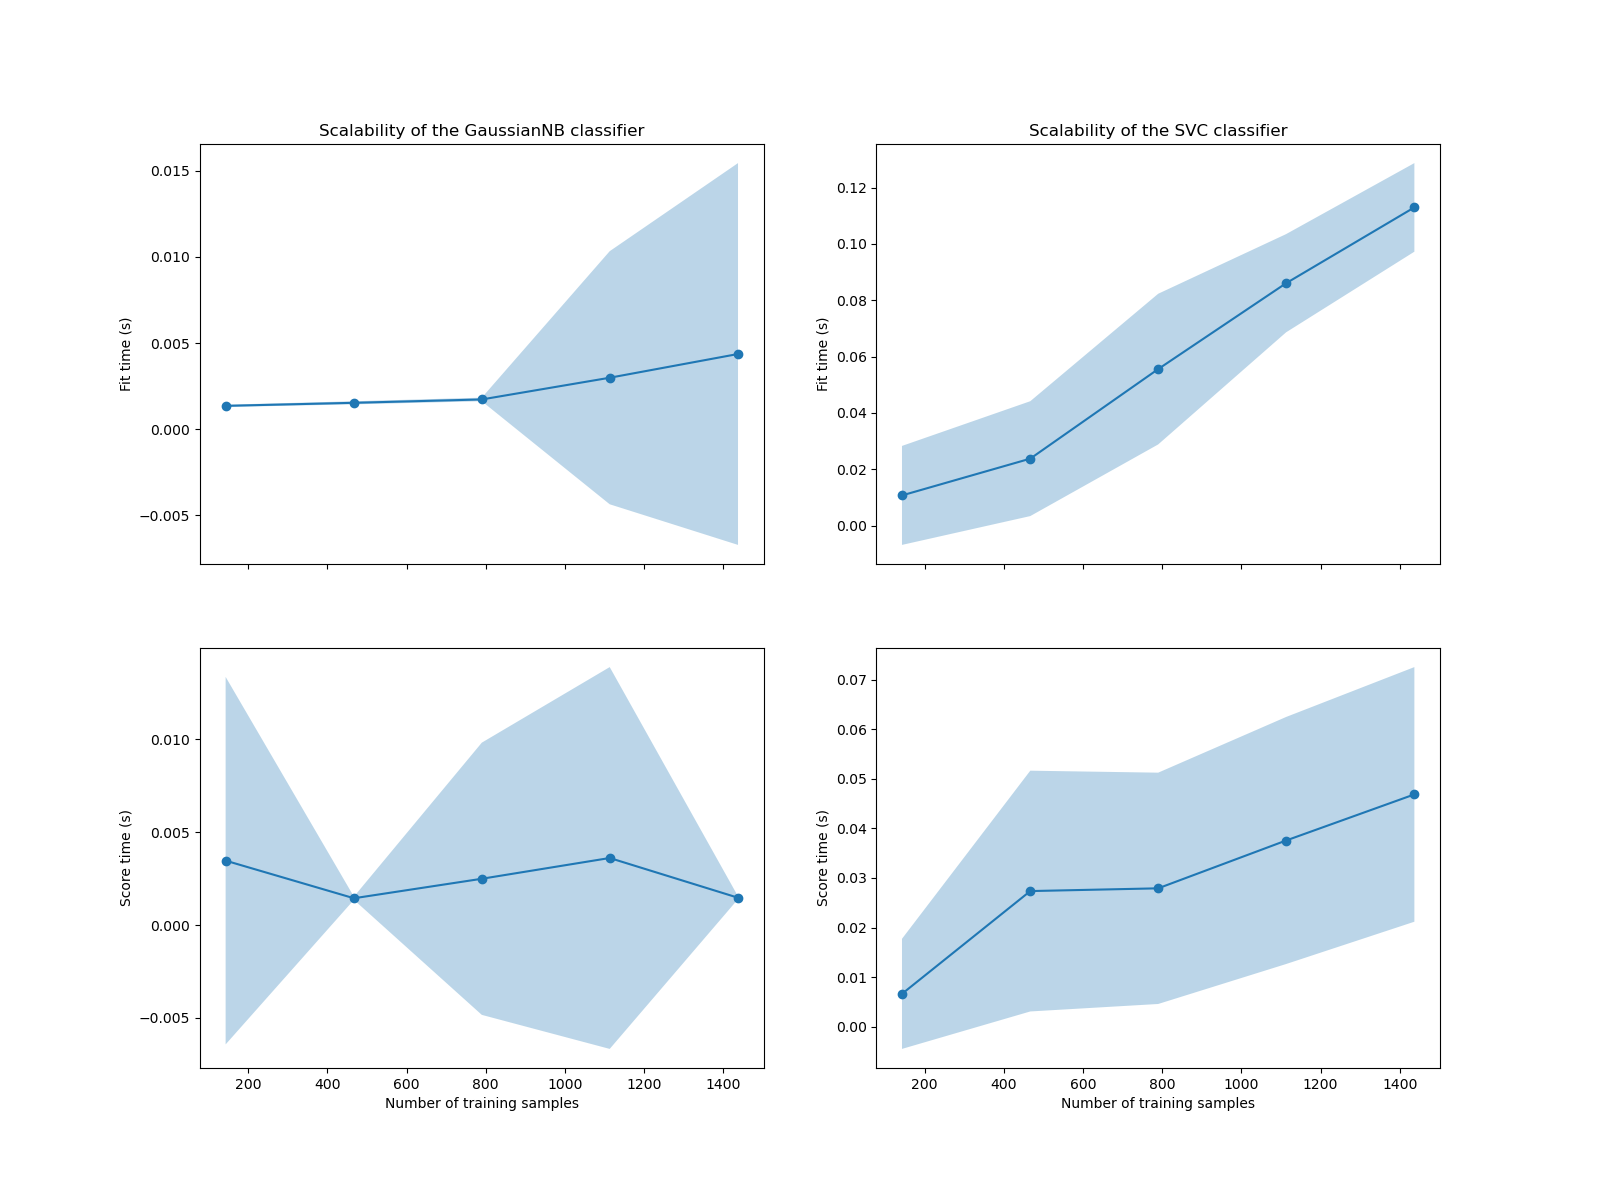 Scalability of the GaussianNB classifier
0.015
0.010
0.005
0.000
−0.005
Fit time (s)
Scalability of the SVC classifier
0.12
0.10
0.08
0.06
0.04
0.02
0.00
Fit time (s)
0.010
0.005
0.000
−0.005
Score time (s)
200 400 600 800 1000 1200 1400
Number of training samples
0.07
0.06
0.05
0.04
0.03
0.02
0.01
0.00
Score time (s)
200 400 600 800 1000 1200 1400
Number of training samples